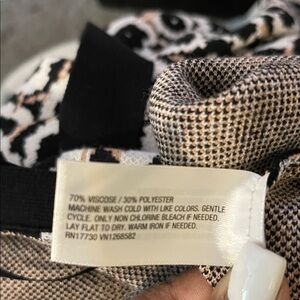 70% VISCOSE / 30% POLYESTER
MACHINE WASH COLD WITH LIKE COLORS. GENTLE
CYCLE. ONLY NON CHLORINE BLEACH IF NEEDED.
LAY FLAT TO DRY. WARM IRON IF NEEDED.
RN17730 VN1268582